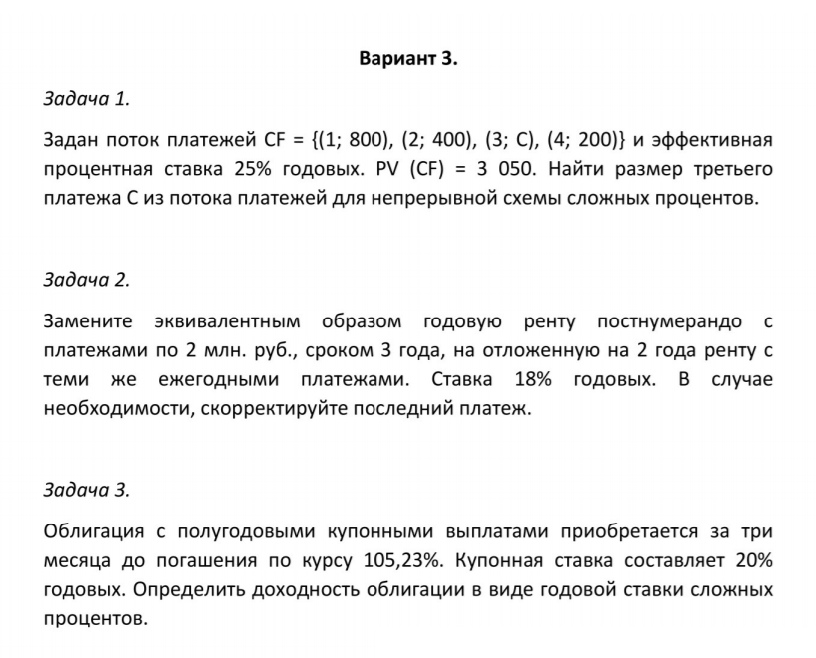 Вариант 3.
Задача 1.
Задан поток платежей CF = {(1; 800), (2; 400), (3; C), (4; 200)} и эффективная
процентная ставка 25% годовых. PV (CF) = 3 050. Найти размер третьего
платежа С из потока платежей для непрерывной схемы сложных процентов.
Задача 2.
Замените эквивалентным образом годовую ренту постнумерандо с
платежами по 2 млн. руб., сроком 3 года, на отложенную на 2 года ренту с
теми же ежегодными платежами. Ставка 18% годовых. В случае
необходимости, скорректируйте последний платеж.
Задача 3.
Облигация с полугодовыми купонными выплатами приобретается за три
месяца до погашения по курсу 105,23%. Купонная ставка составляет 20%
годовых. Определить доходность облигации в виде годовой ставки сложных
процентов.